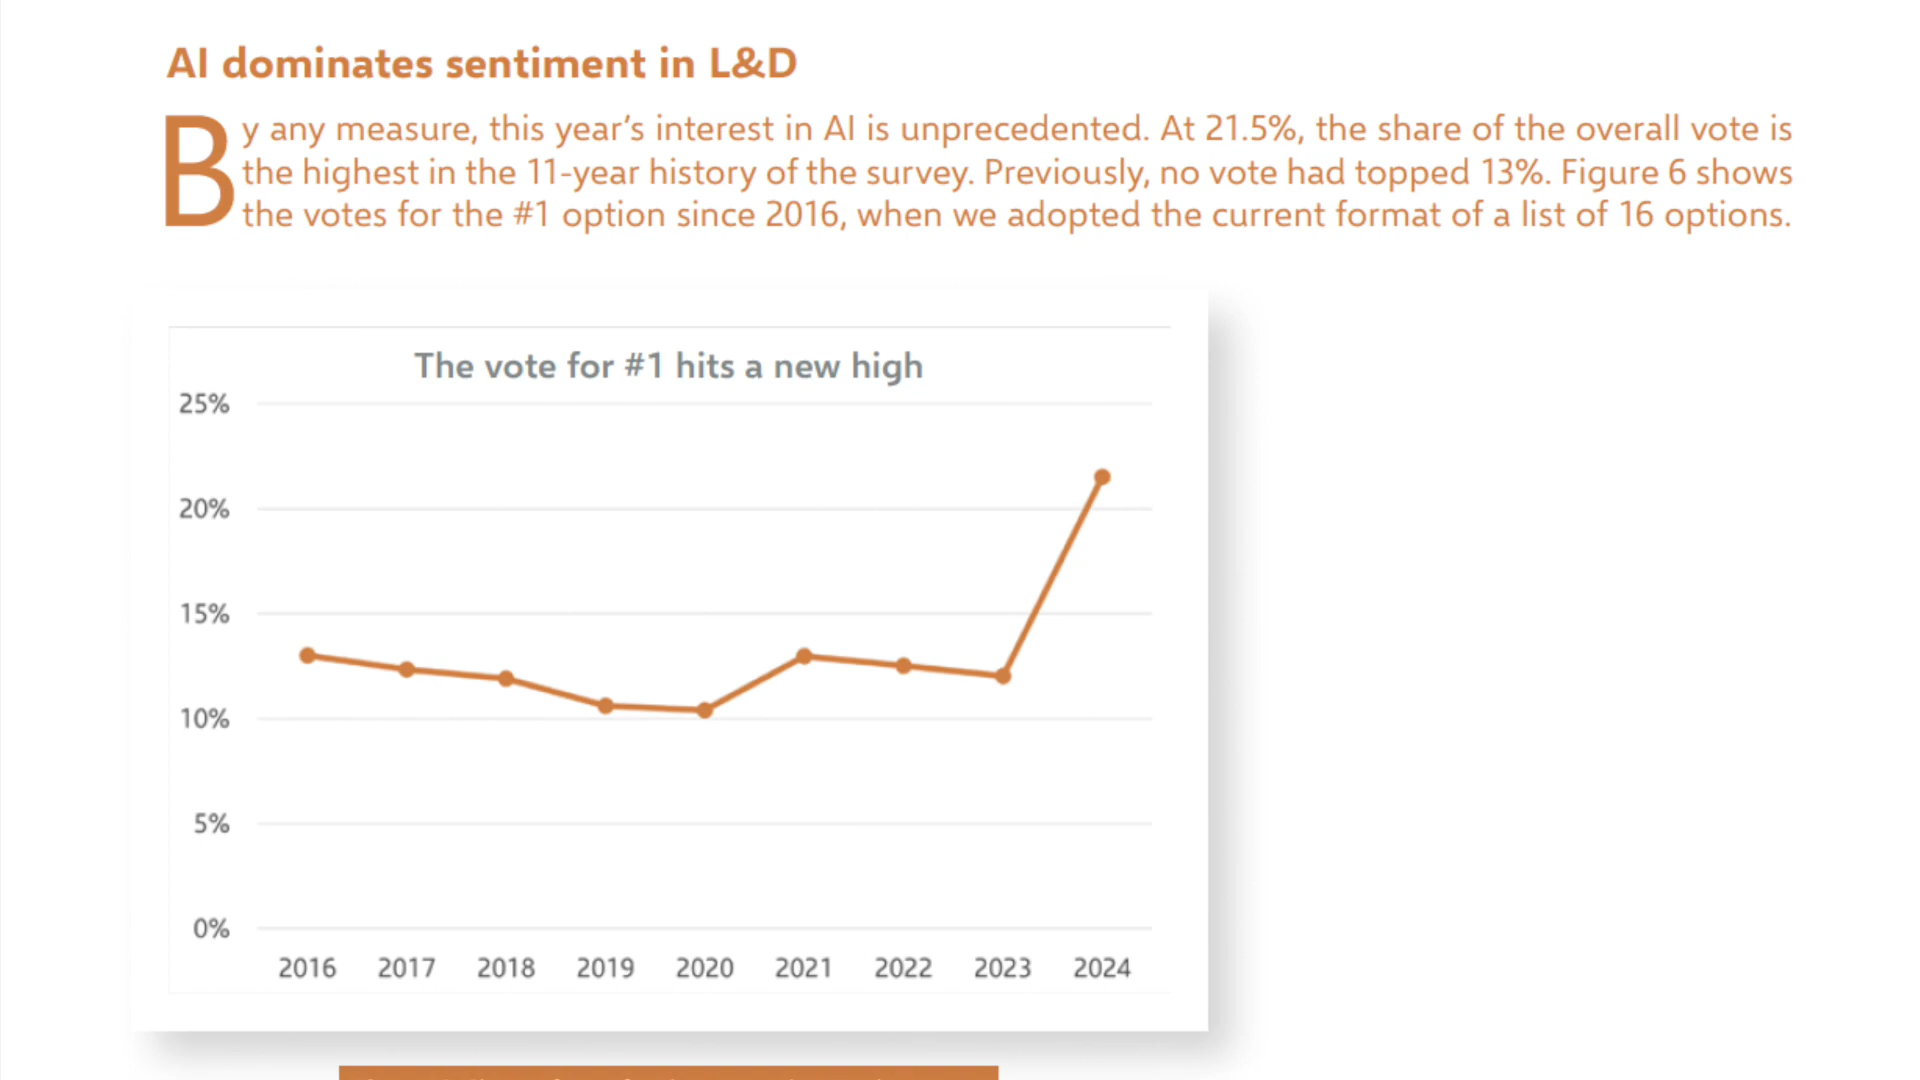 AI dominates sentiment in L&D
By any measure, this year's interest in AI is unprecedented. At 21.5%, the share of the overall vote is
the highest in the 11-year history of the survey. Previously, no vote had topped 13%. Figure 6 shows
the votes for the #1 option since 2016, when we adopted the current format of a list of 16 options.
The vote for #1 hits a new high
25%
20%
15%
10%
5%
0%
2016 2017 2018 2019 2020 2021 2022 2023 2024